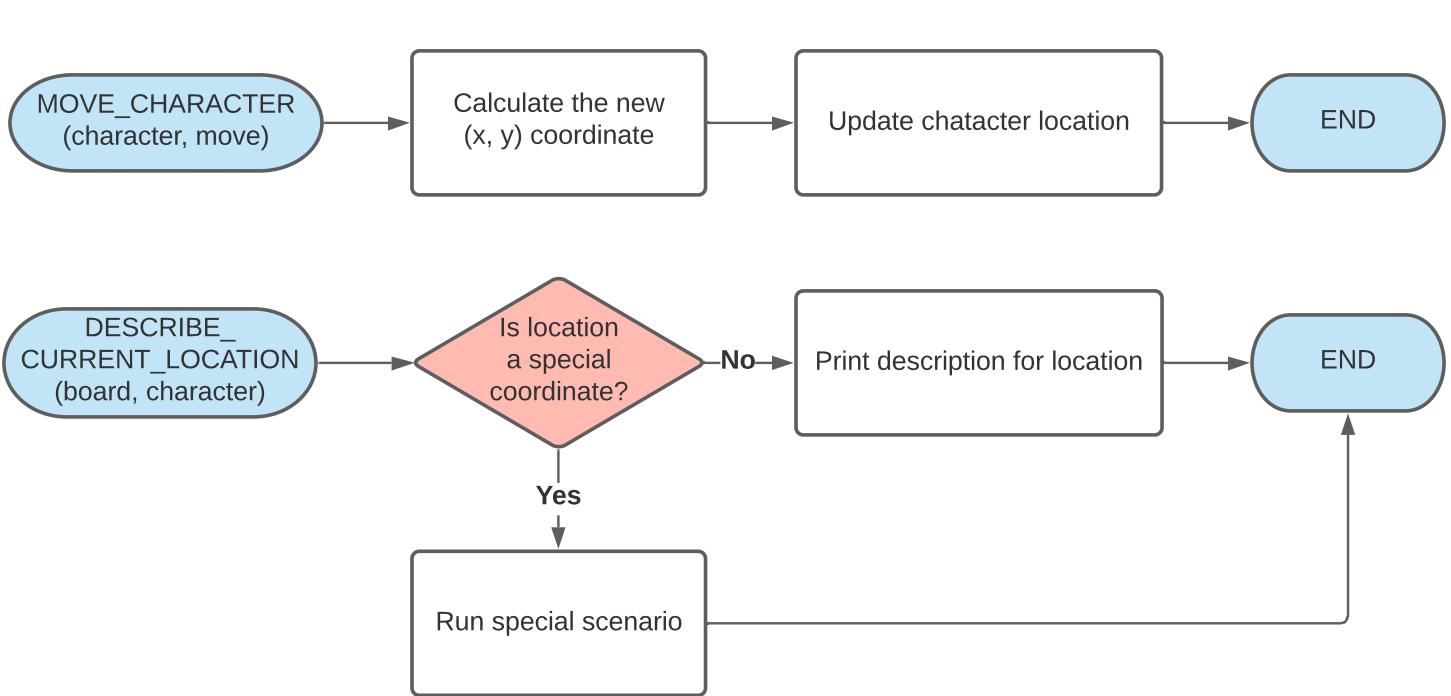 MOVE_CHARACTER
(character, move)
Calculate the new
(x, y) coordinate
Update chatacter location
END
DESCRIBE_
CURRENT_LOCATION
(board, character)
Is location
a special
coordinate?
No
Print description for location
END
Yes
Run special scenario